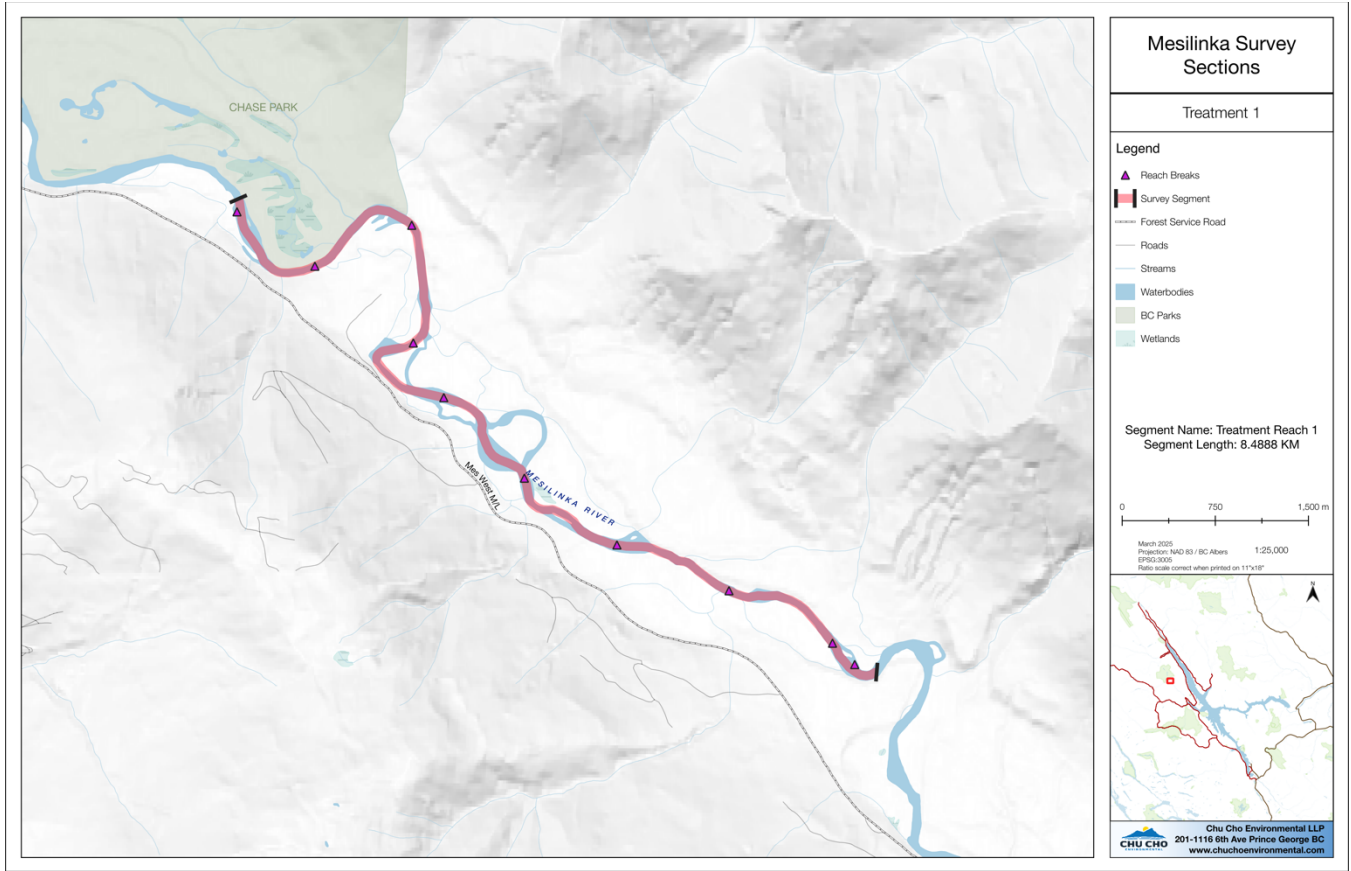 CHASE PARK
Mes West M/L
MESILINKA RIVER
Mesilinka Survey
Sections
Treatment 1
Legend
Reach Breaks
Survey Segment
Forest Service Road
Roads
Streams
Waterbodies
BC Parks
Wetlands
Segment Name: Treatment Reach 1
Segment Length: 8.4888 KM
0 750 1,500 m
March 2025
Projection: NAD 83 / BC Albers
1:25,000
EPSG:3005
Ratio scale correct when printed on 11"x18"
N
CHU CHO
ENVIRONMENTAL
Chu Cho Environmental LLP
201-1116 6th Ave Prince George BC
www.chuchoenvironmental.com